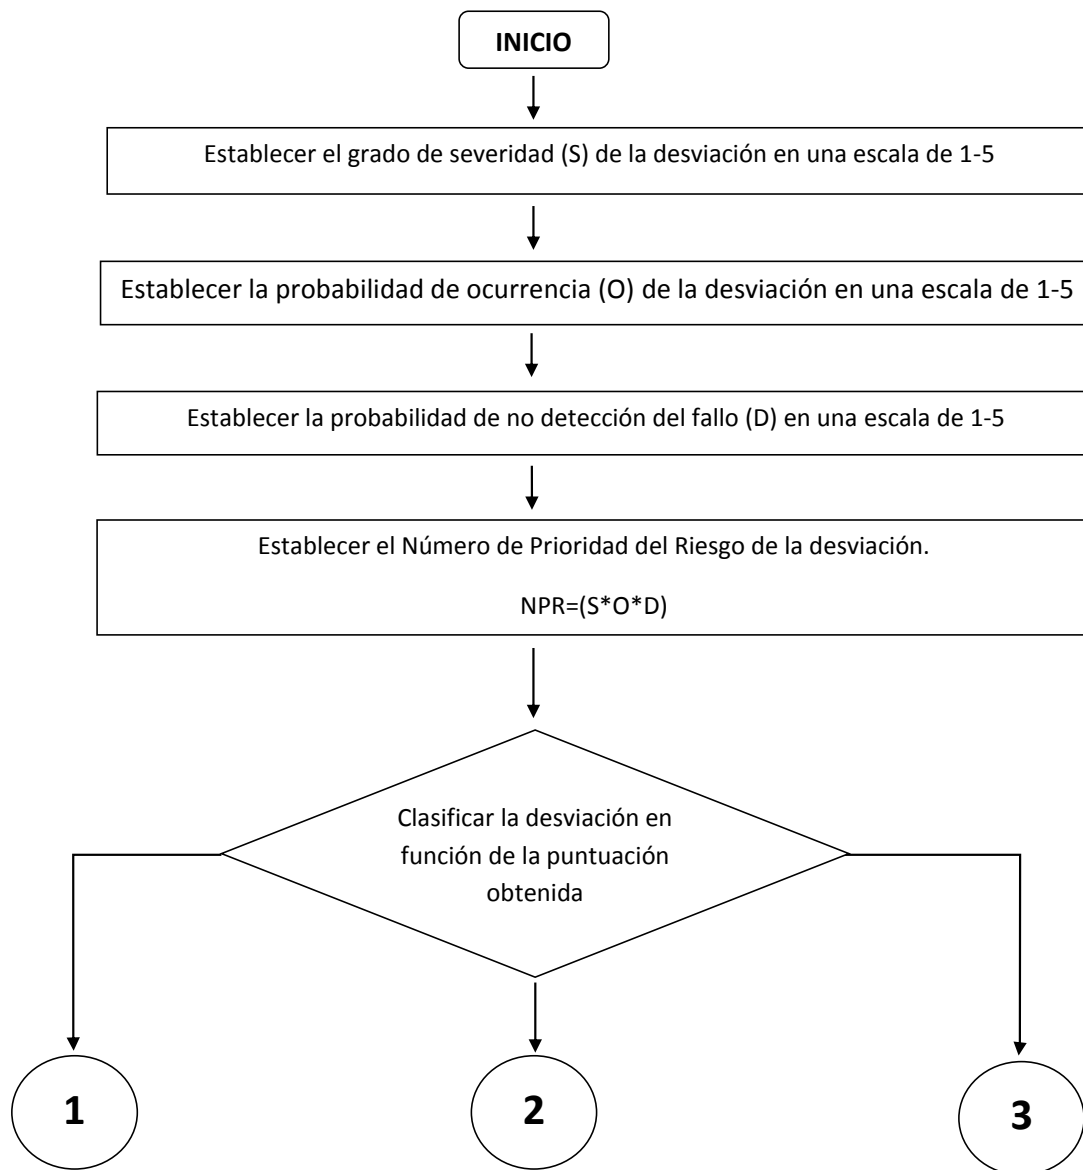 INICIO
Establecer el grado de severidad (S) de la desviación en una escala de 1-5
Establecer la probabilidad de ocurrencia (O) de la desviación en una escala de 1-5
Establecer la probabilidad de no detección del fallo (D) en una escala de 1-5
Establecer el Número de Prioridad del Riesgo de la desviación.
NPR=(S*O*D)
Clasificar la desviación en
función de la puntuación
obtenida
1
2
3